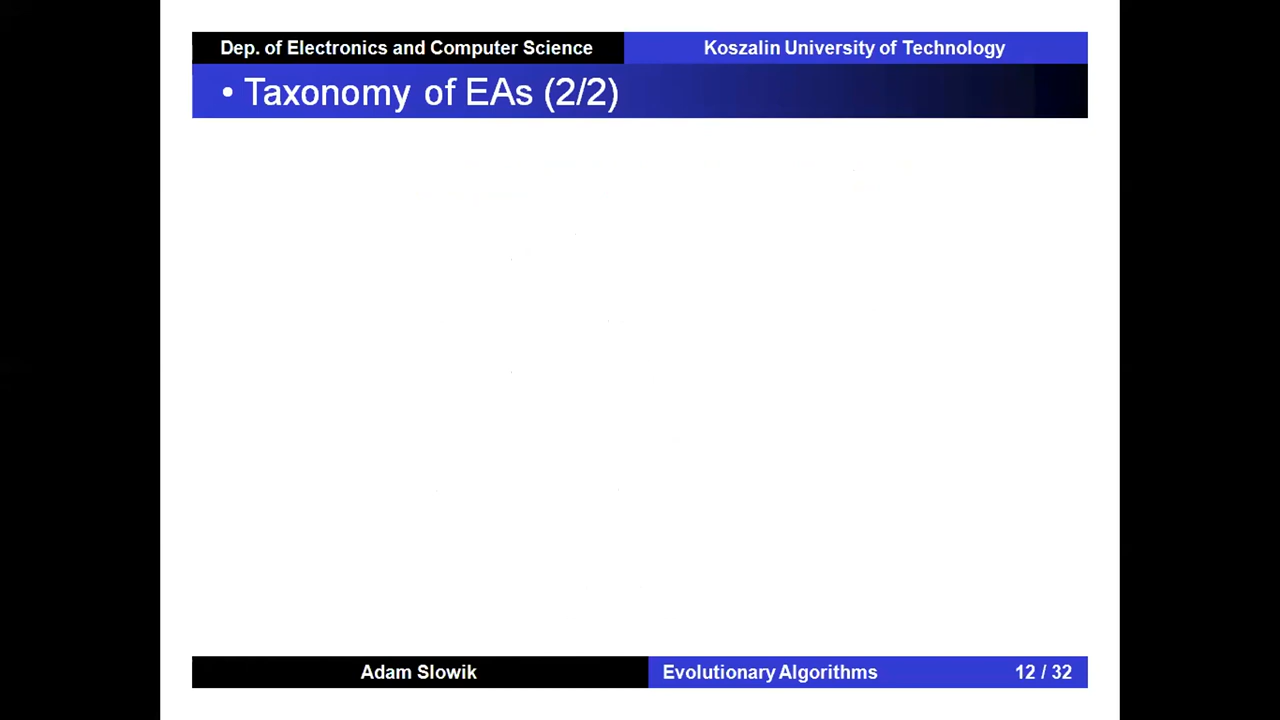 Dep. of Electronics and Computer Science
Koszalin University of Technology
• Taxonomy of EAs (2/2)
Adam Slowik
Evolutionary Algorithms
12 / 32